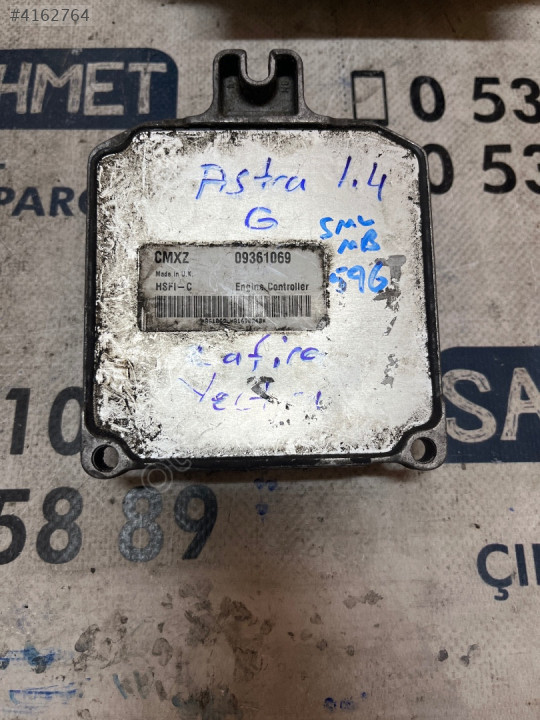 #4162764
HMET
0 53
0 53
PARÇ
Astra 1.4
G
SML
MB
596
CMXZ 09361069
Made in U.K.
HSFI-C Engine Controller
Zafira
10
58 89
SA
ÇI